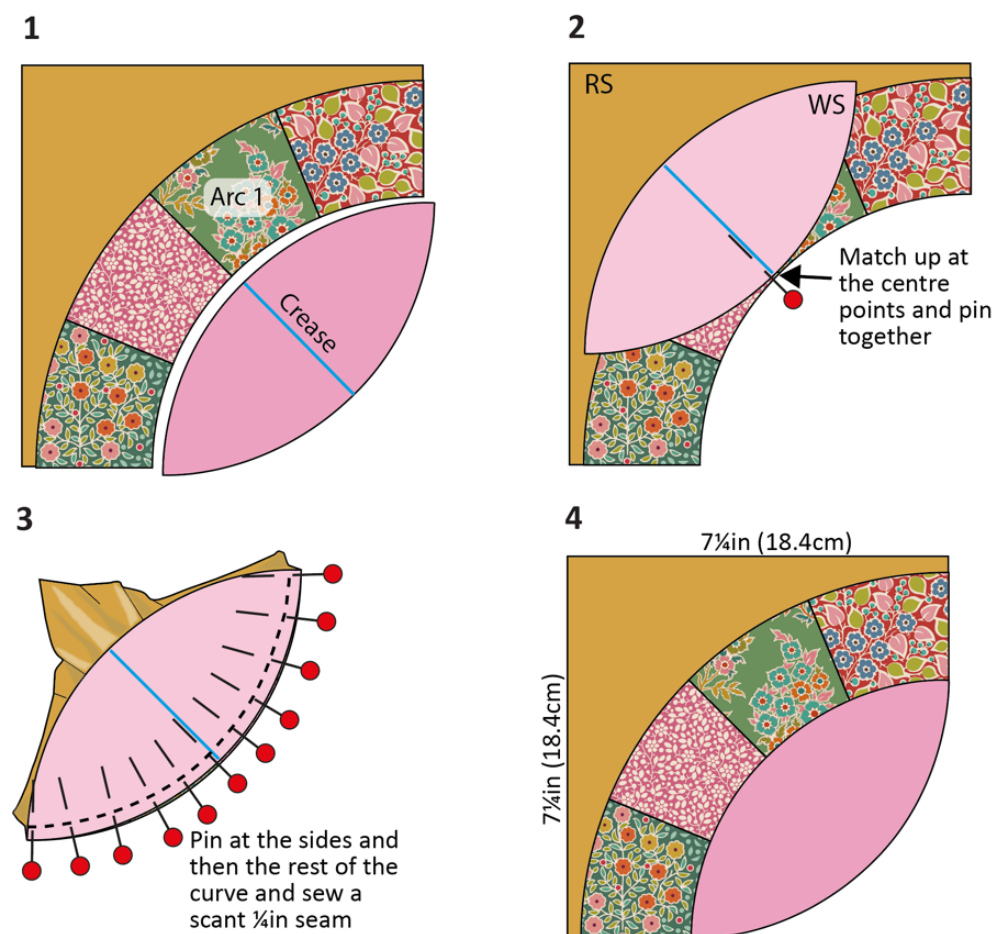 1
Arc 1
Crease
2
RS
WS
Match up at
the centre
points and pin
together
3
Pin at the sides and
then the rest of the
curve and sew a
scant ¼in seam
4
7¼in (18.4cm)
7¼in (18.4cm)